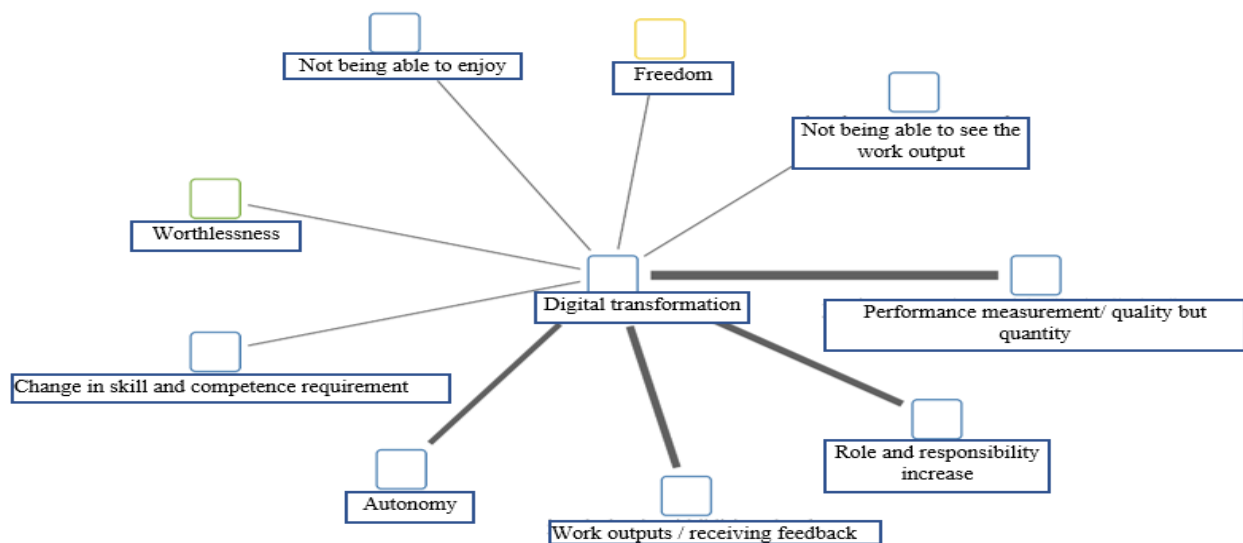 Not being able to enjoy
Freedom
Not being able to see the
work output
Worthlessness
Digital transformation
Performance measurement/ quality but
quantity
Change in skill and competence requirement
Role and responsibility
increase
Autonomy
Work outputs / receiving feedback